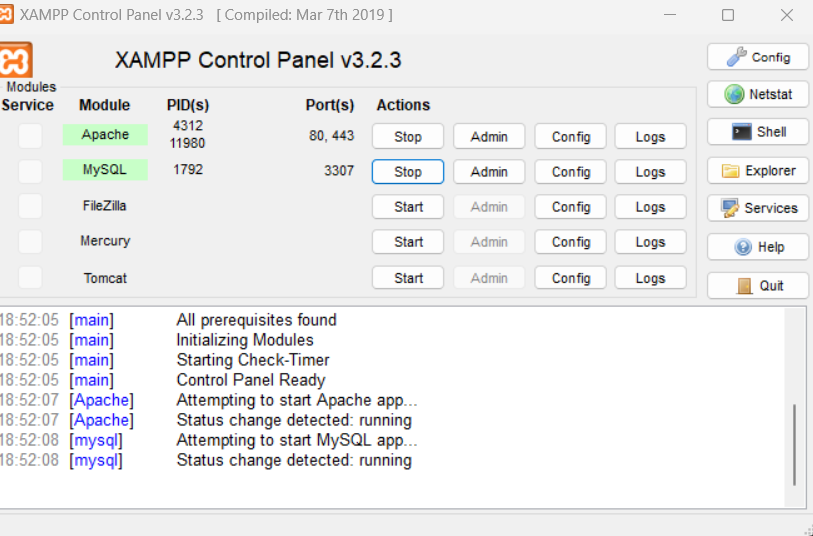 XAMPP Control Panel v3.2.3 [ Compiled: Mar 7th 2019 ]
XAMPP Control Panel v3.2.3
Config
Modules
Service Module PID(s) Port(s) Actions
Netstat
Apache 4312 11980 80, 443 Stop Admin Config Logs
Shell
MySQL 1792 3307 Stop Admin Config Logs
Explorer
FileZilla Start Admin Config Logs
Services
Mercury Start Admin Config Logs
Help
Tomcat Start Admin Config Logs
Quit
18:52:05 [main] All prerequisites found
18:52:05 [main] Initializing Modules
18:52:05 [main] Starting Check-Timer
18:52:05 [main] Control Panel Ready
18:52:07 [Apache] Attempting to start Apache app...
18:52:07 [Apache] Status change detected: running
18:52:08 [mysql] Attempting to start MySQL app...
18:52:08 [mysql] Status change detected: running